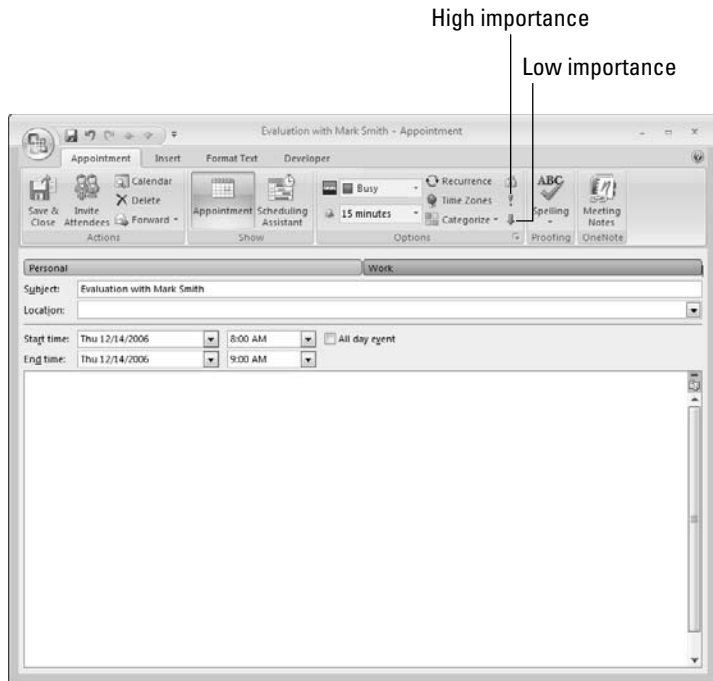 High importance
Low importance
Evaluation with Mark Smith - Appointment
Appointment Insert Format Text Developer
Save & Close
Invite Attendees
Calendar
Delete
Forward
Actions
Appointment
Scheduling Assistant
Show
Busy
15 minutes
Recurrence
Time Zones
Categorize
Options
ABC
Spelling
Proofing
Meeting Notes
OneNote
Personal Work
Subject: Evaluation with Mark Smith
Location:
Start time: Thu 12/14/2006 8:00 AM All day event
End time: Thu 12/14/2006 9:00 AM